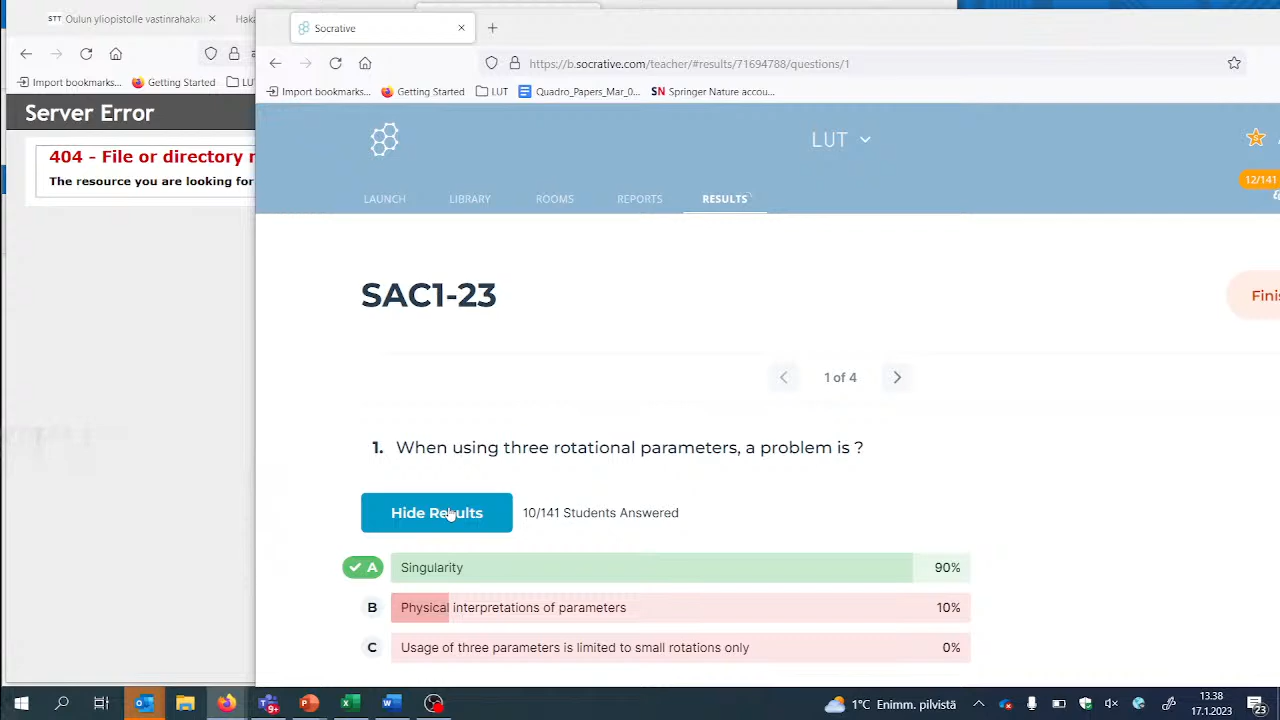 STT Oulun yliopistolle vastinrahaka
Hak
Socrative
https://b.socrative.com/teacher/#results/71694788/questions/1
Import bookmarks...
Getting Started
LU
Import bookmarks...
Getting Started
LUT
Quadro_Papers_Mar_0...
SN Springer Nature accou...
Server Error
404 - File or directory
The resource you are looking for
LUT
12/141
LAUNCH
LIBRARY
ROOMS
REPORTS
RESULTS
SAC1-23
Finis
1 of 4
1. When using three rotational parameters, a problem is ?
Hide Results
10/141 Students Answered
A Singularity 90%
B Physical interpretations of parameters 10%
C Usage of three parameters is limited to small rotations only 0%
1°C Enimm. pilvistä
13.38
17.1.2023
23